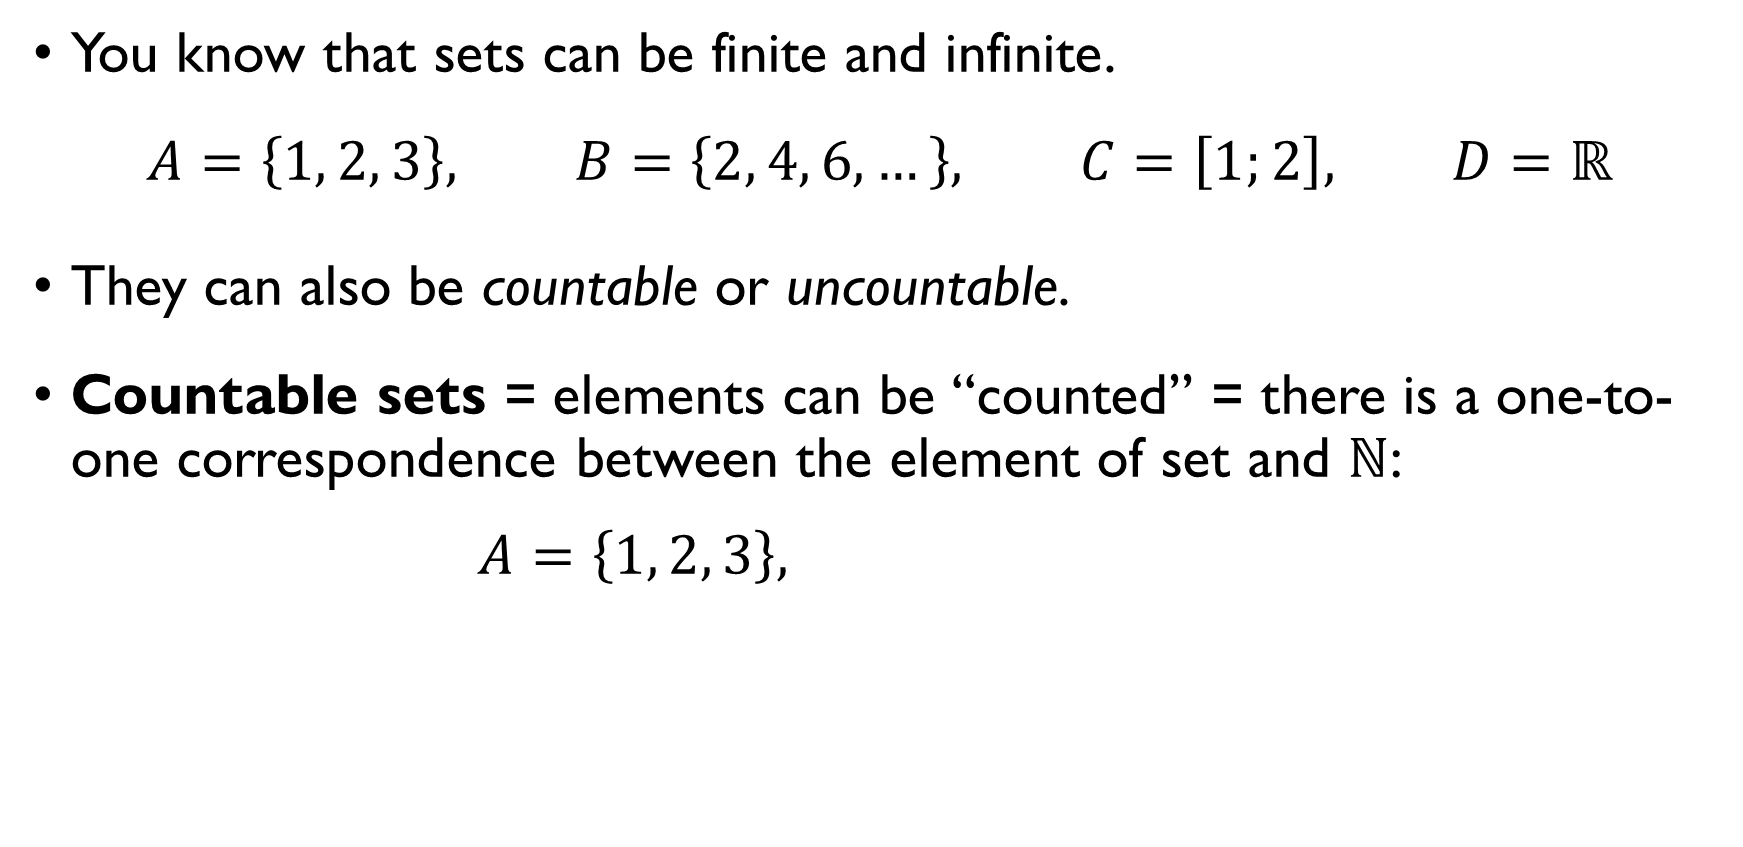 • You know that sets can be finite and infinite.
A = {1, 2, 3}, B = {2, 4, 6, … }, C = [1; 2], D = ℝ
• They can also be countable or uncountable.
• Countable sets = elements can be “counted” = there is a one-to-
one correspondence between the element of set and ℕ:
A = {1, 2, 3},